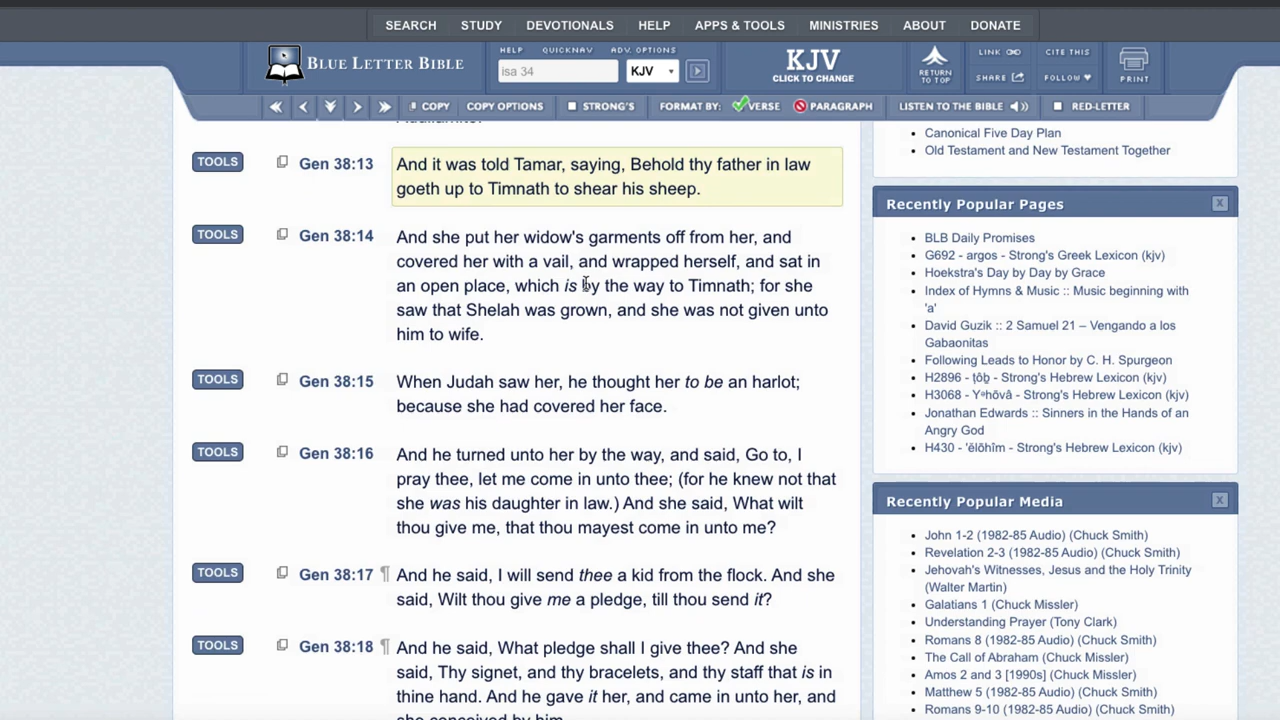 SEARCH STUDY DEVOTIONALS HELP APPS & TOOLS MINISTRIES ABOUT DONATE
BLUE LETTER BIBLE
HELP QUICKNAV ADV. OPTIONS
isa 34 KJV
KJV
CLICK TO CHANGE
RETURN
TO TOP
LINK CITE THIS
SHARE FOLLOW
PRINT
COPY COPY OPTIONS STRONG'S FORMAT BY: VERSE PARAGRAPH LISTEN TO THE BIBLE RED-LETTER
TOOLS Gen 38:13 And it was told Tamar, saying, Behold thy father in law
goeth up to Timnath to shear his sheep.
TOOLS Gen 38:14 And she put her widow's garments off from her, and
covered her with a vail, and wrapped herself, and sat in
an open place, which is by the way to Timnath; for she
saw that Shelah was grown, and she was not given unto
him to wife.
TOOLS Gen 38:15 When Judah saw her, he thought her to be an harlot;
because she had covered her face.
TOOLS Gen 38:16 And he turned unto her by the way, and said, Go to, I
pray thee, let me come in unto thee; (for he knew not that
she was his daughter in law.) And she said, What wilt
thou give me, that thou mayest come in unto me?
TOOLS Gen 38:17 ¶ And he said, I will send thee a kid from the flock. And she
said, Wilt thou give me a pledge, till thou send it?
TOOLS Gen 38:18 ¶ And he said, What pledge shall I give thee? And she
said, Thy signet, and thy bracelets, and thy staff that is in
thine hand. And he gave it her, and came in unto her, and
she conceived by him.
Canonical Five Day Plan
Old Testament and New Testament Together
Recently Popular Pages X
BLB Daily Promises
G692 - argos - Strong's Greek Lexicon (kjv)
Hoekstra's Day by Day by Grace
Index of Hymns & Music :: Music beginning with
'a'
David Guzik :: 2 Samuel 21 – Vengando a los
Gabaonitas
Following Leads to Honor by C. H. Spurgeon
H2896 - ṭôḇ - Strong's Hebrew Lexicon (kjv)
H3068 - Yᵊhōvâ - Strong's Hebrew Lexicon (kjv)
Jonathan Edwards :: Sinners in the Hands of an
Angry God
H430 - 'ĕlōhîm - Strong's Hebrew Lexicon (kjv)
Recently Popular Media X
John 1-2 (1982-85 Audio) (Chuck Smith)
Revelation 2-3 (1982-85 Audio) (Chuck Smith)
Jehovah's Witnesses, Jesus and the Holy Trinity
(Walter Martin)
Galatians 1 (Chuck Missler)
Understanding Prayer (Tony Clark)
Romans 8 (1982-85 Audio) (Chuck Smith)
The Call of Abraham (Chuck Missler)
Amos 2 and 3 [1990s] (Chuck Missler)
Matthew 5 (1982-85 Audio) (Chuck Smith)
Romans 9-10 (1982-85 Audio) (Chuck Smith)